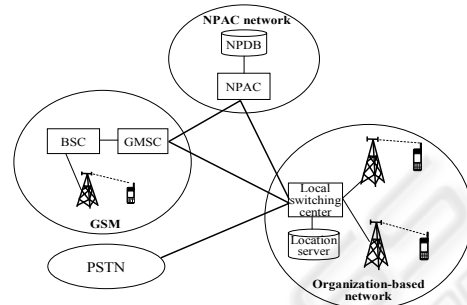 NPAC network
NPDB
NPAC
BSC
GMSC
GSM
Local
switching
center
Location
server
PSTN
Organization-based
network